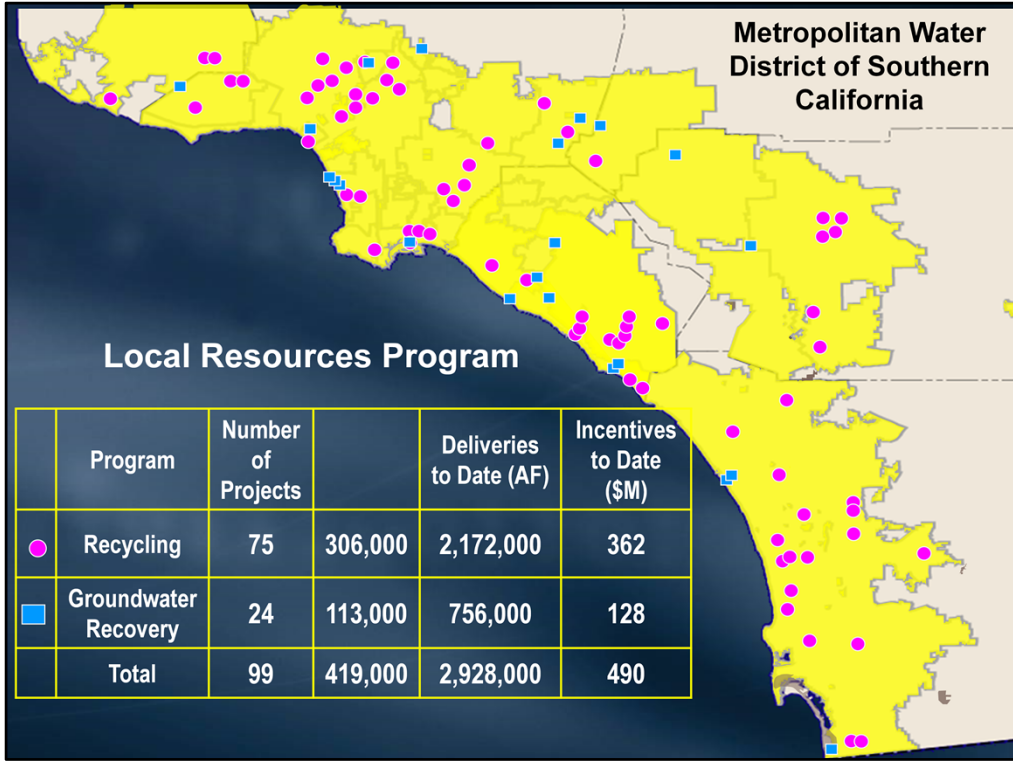 Metropolitan Water
District of Southern
California
Local Resources Program
Program
Number
of
Projects
Deliveries
to Date (AF)
Incentives
to Date
($M)
Recycling 75 306,000 2,172,000 362
Groundwater
Recovery 24 113,000 756,000 128
Total 99 419,000 2,928,000 490